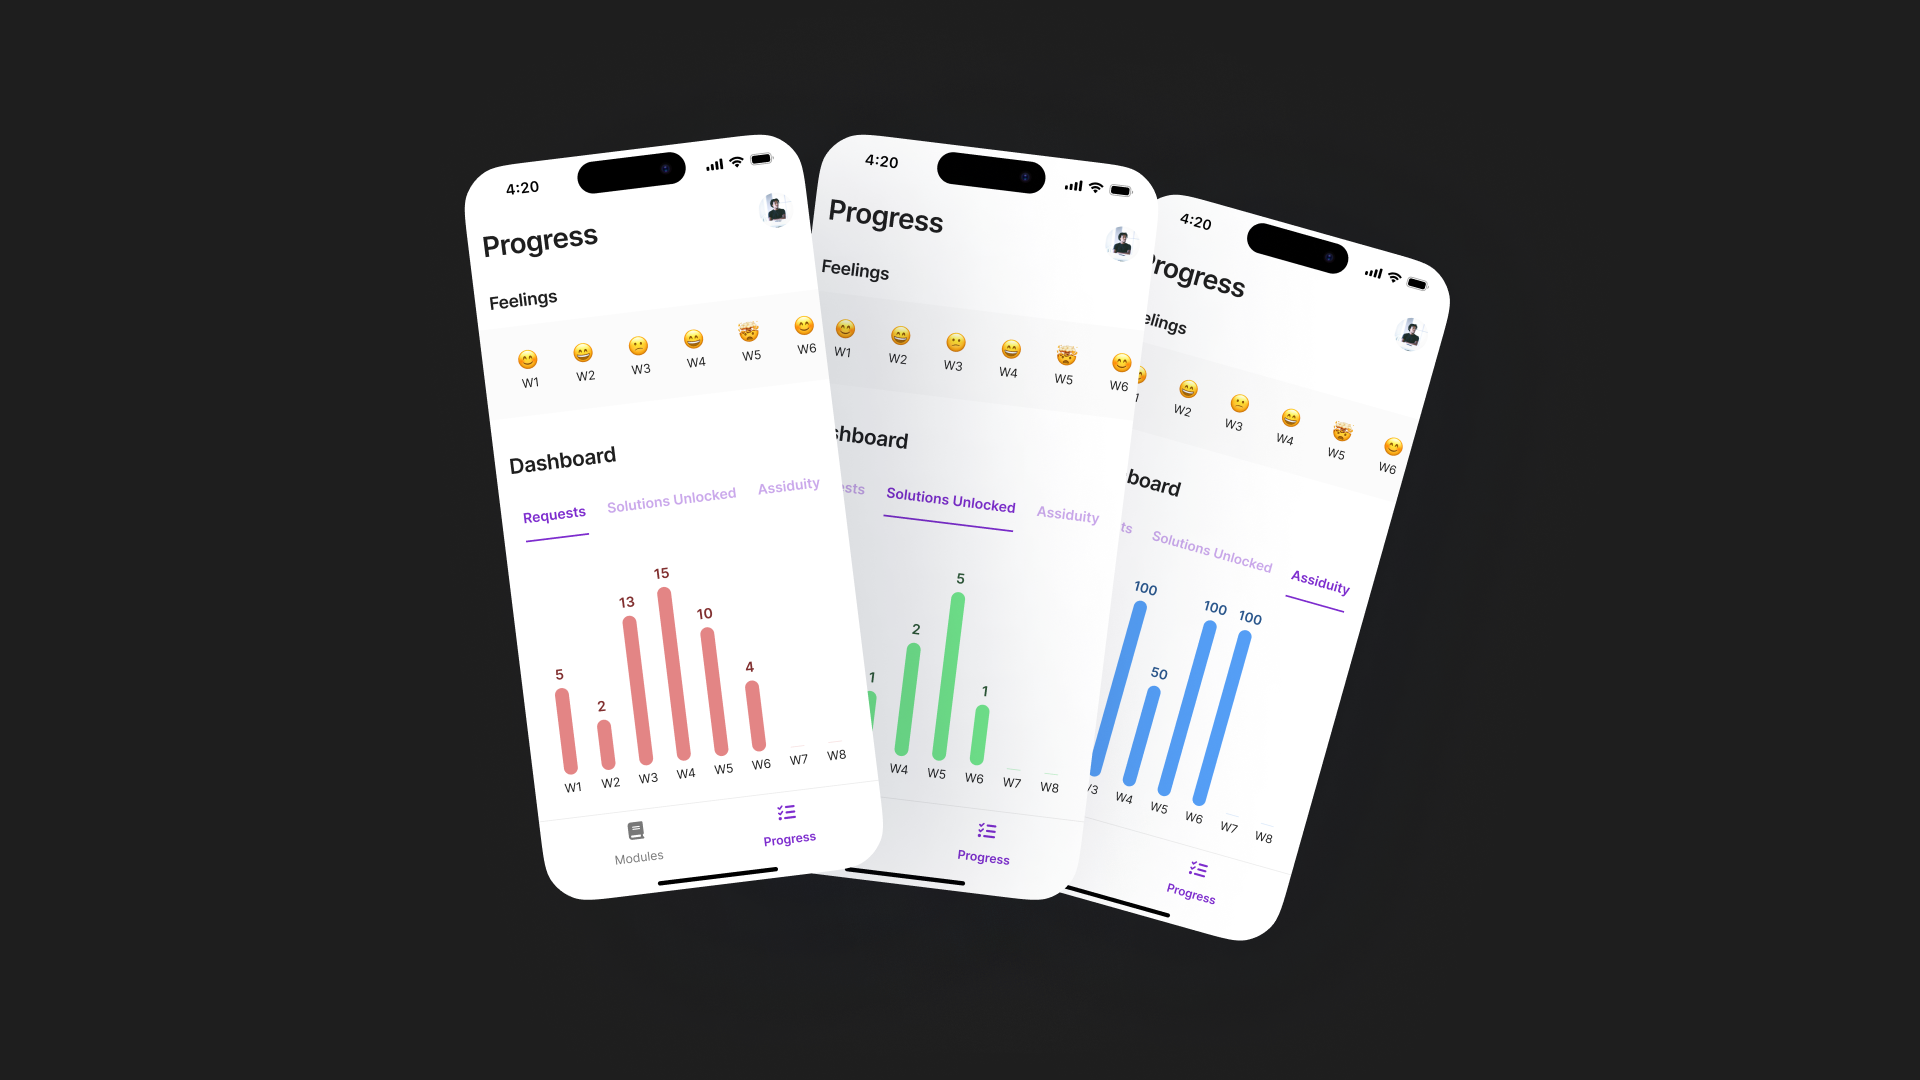 4:20
Progress
Feelings
W1 W2 W3 W4 W5 W6
Dashboard
Requests Solutions Unlocked Assiduity
5 2 13 15 10 4
W1 W2 W3 W4 W5 W6 W7 W8
Modules Progress
4:20
Progress
Feelings
W1 W2 W3 W4 W5 W6
shboard
sts Solutions Unlocked Assiduity
1 2 5 1
W4 W5 W6 W7 W8
Progress
4:20
Progress
elings
1 W2 W3 W4 W5 W6
board
ts Solutions Unlocked Assiduity
100 50 100 100
3 W4 W5 W6 W7 W8
Progress